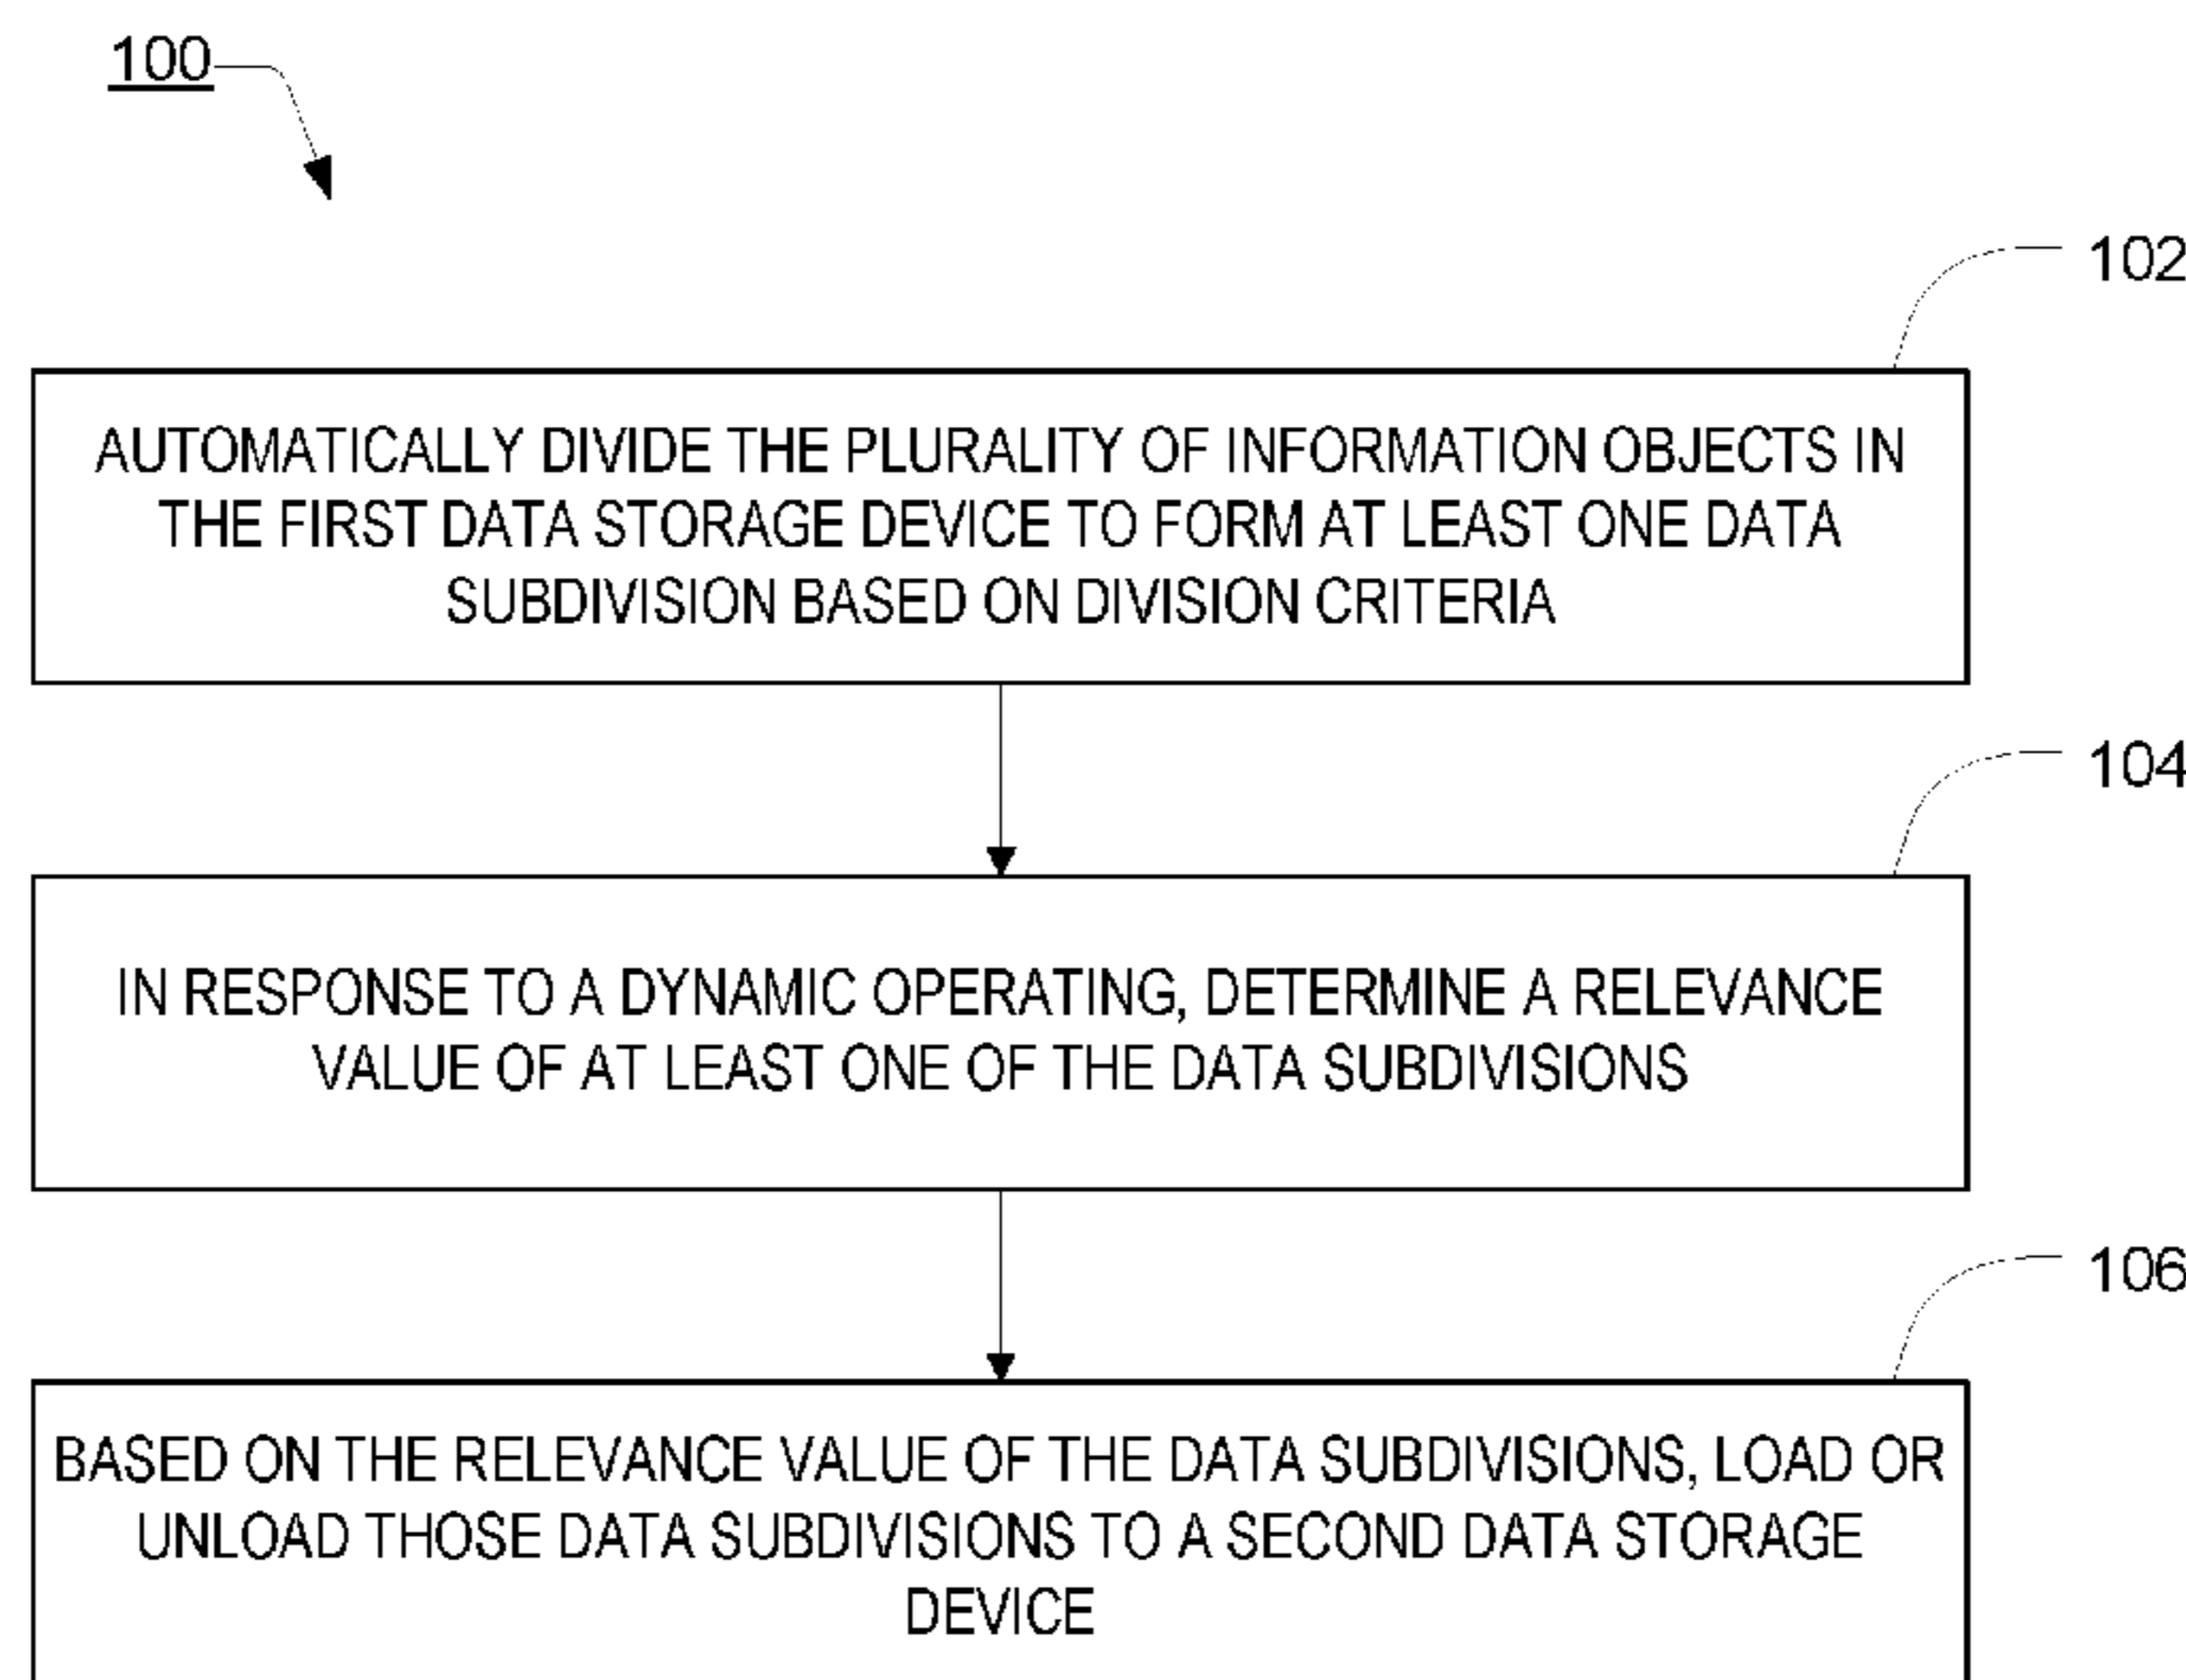 100
102
AUTOMATICALLY DIVIDE THE PLURALITY OF INFORMATION OBJECTS IN
THE FIRST DATA STORAGE DEVICE TO FORM AT LEAST ONE DATA
SUBDIVISION BASED ON DIVISION CRITERIA
104
IN RESPONSE TO A DYNAMIC OPERATING, DETERMINE A RELEVANCE
VALUE OF AT LEAST ONE OF THE DATA SUBDIVISIONS
106
BASED ON THE RELEVANCE VALUE OF THE DATA SUBDIVISIONS, LOAD OR
UNLOAD THOSE DATA SUBDIVISIONS TO A SECOND DATA STORAGE
DEVICE